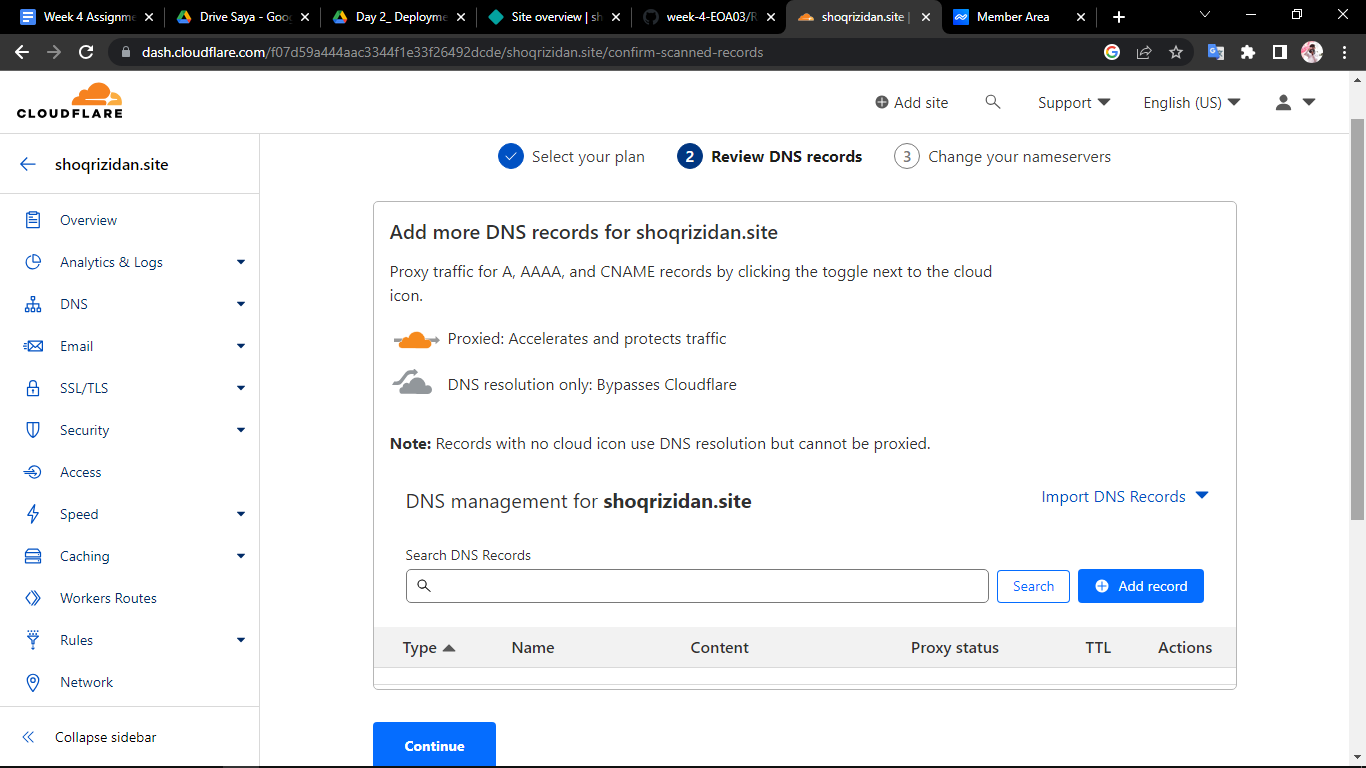 Week 4 Assignme
Drive Saya - Goo
Day 2_ Deployme
Site overview | sh
week-4-EOA03/R
shoqrizidan.site |
Member Area
dash.cloudflare.com/f07d59a444aac3344f1e33f26492dcde/shoqrizidan.site/confirm-scanned-records
CLOUDFLARE
Add site
Support
English (US)
shoqrizidan.site
Overview
Analytics & Logs
DNS
Email
SSL/TLS
Security
Access
Speed
Caching
Workers Routes
Rules
Network
Collapse sidebar
Select your plan
2 Review DNS records
3 Change your nameservers
Add more DNS records for shoqrizidan.site
Proxy traffic for A, AAAA, and CNAME records by clicking the toggle next to the cloud
icon.
Proxied: Accelerates and protects traffic
DNS resolution only: Bypasses Cloudflare
Note: Records with no cloud icon use DNS resolution but cannot be proxied.
DNS management for shoqrizidan.site
Import DNS Records
Search DNS Records
Search
Add record
Type Name Content Proxy status TTL Actions
Continue